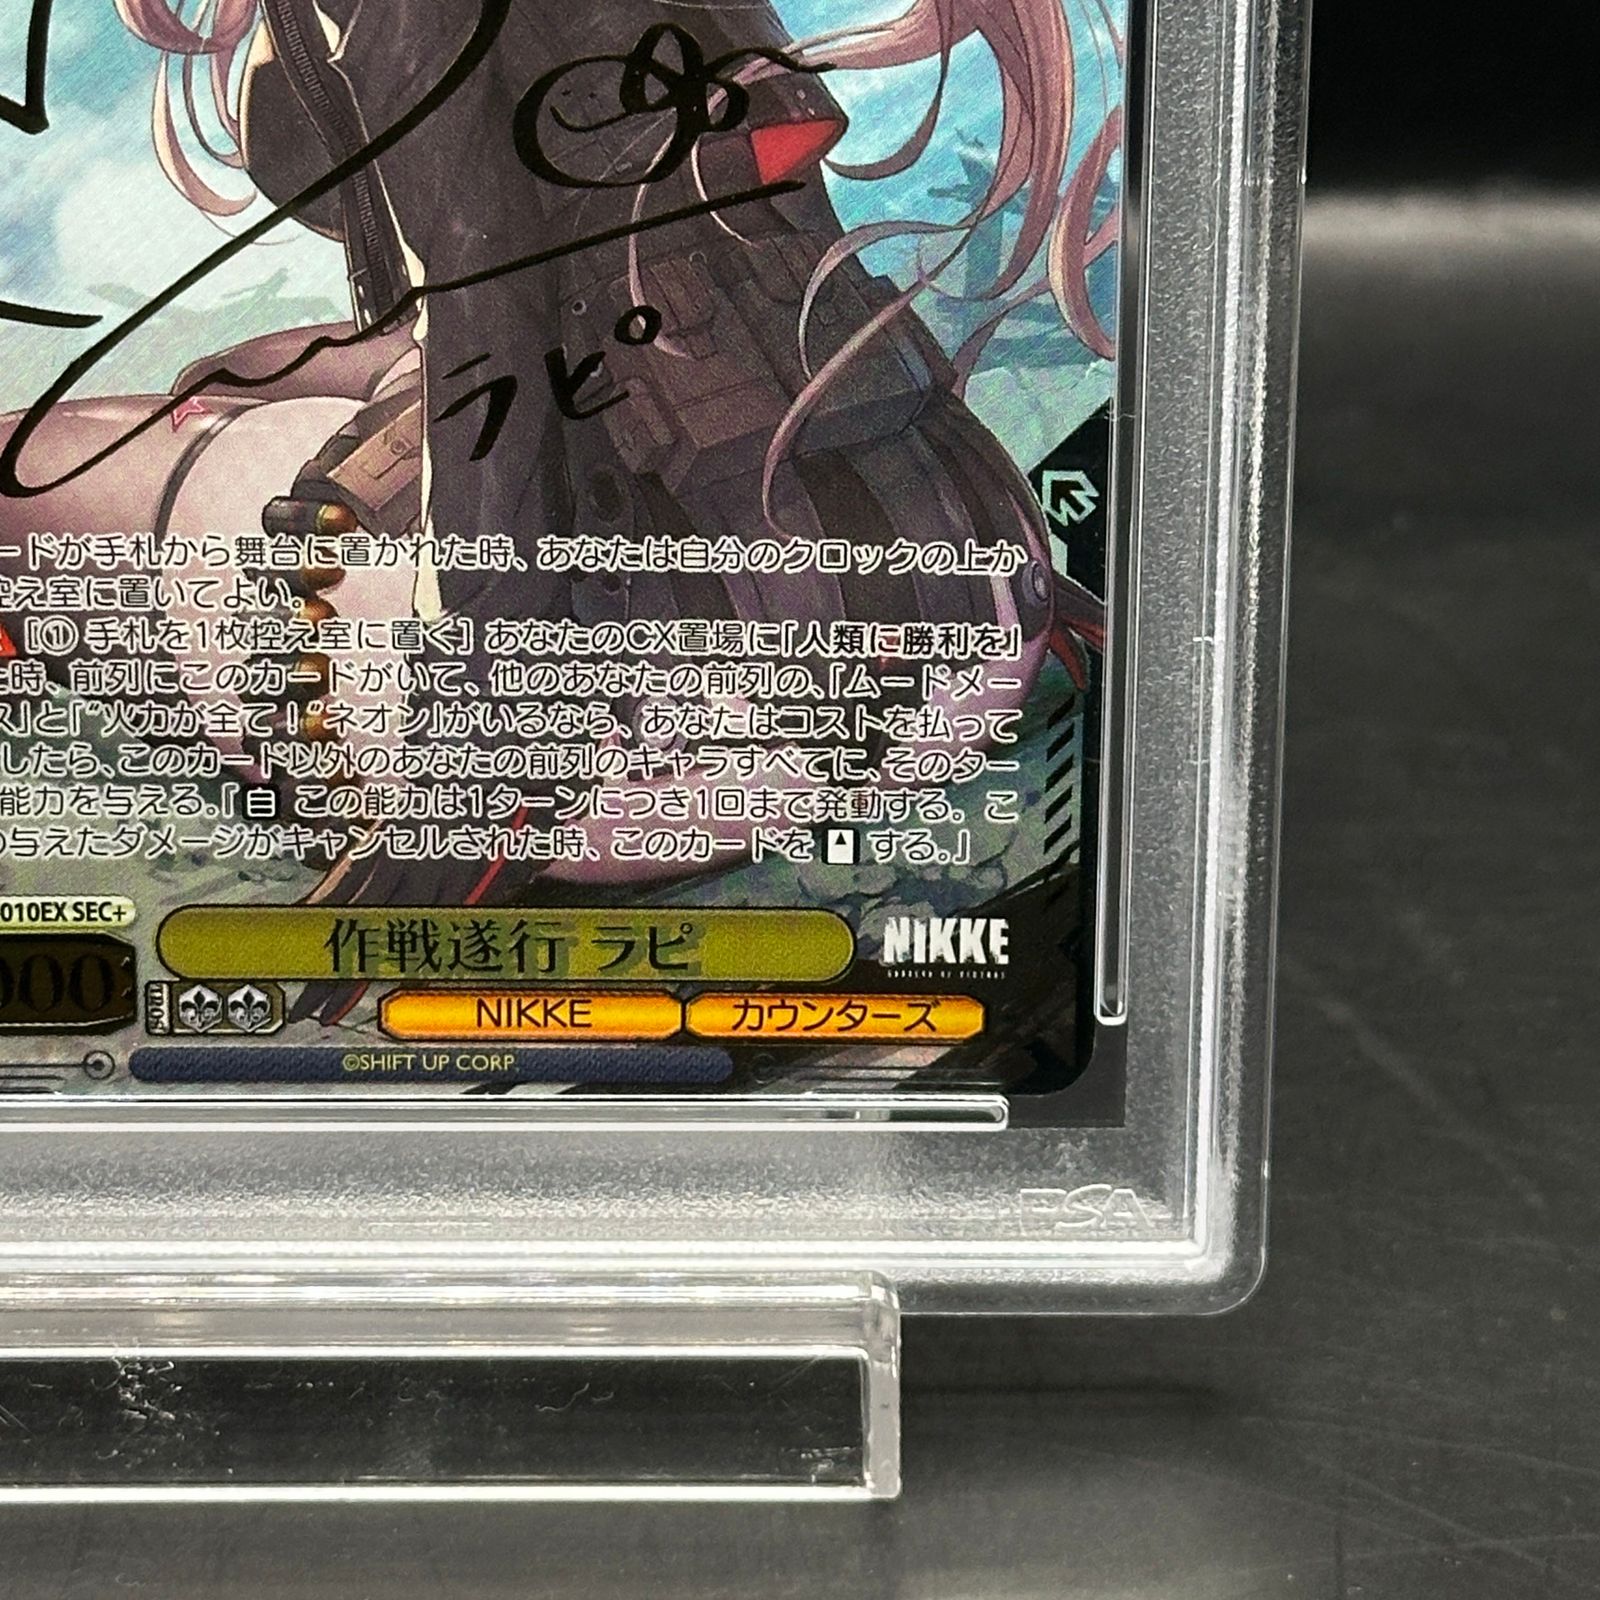 ラピ
ードが手札から舞台に置かれた時、あなたは自分のクロックの上か
控え室に置いてよい。
[① 手札を1枚控え室に置く] あなたのCX置場に「人類に勝利を」
た時、前列にこのカードがいて、他のあなたの前列の、「ムードメー
ス」と「"火力が全て！"ネオン」がいるなら、あなたはコストを払って
したら、このカード以外のあなたの前列のキャラすべてに、そのター
能力を与える。「自 この能力は1ターンにつき1回まで発動する。こ
の与えたダメージがキャンセルされた時、このカードを する。」
010EX SEC+
作戦遂行 ラピ
NIKKE
GODDESS OF VICTORY
000
SOUL
NIKKE
カウンターズ
©SHIFT UP CORP.
PSA